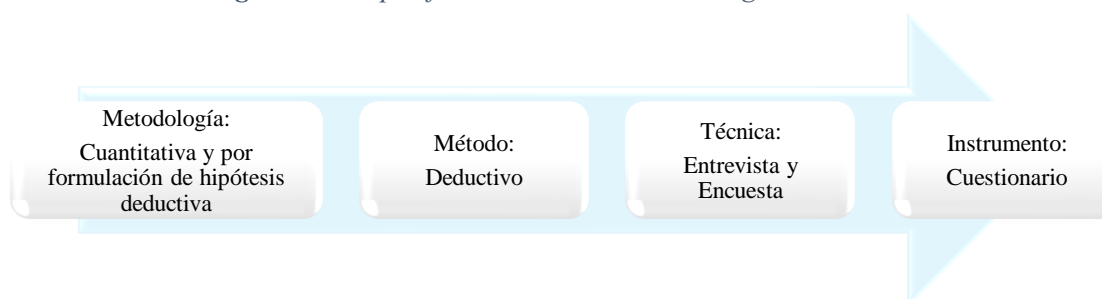 Metodología:
Cuantitativa y por
formulación de hipótesis
deductiva
Método:
Deductivo
Técnica:
Entrevista y
Encuesta
Instrumento:
Cuestionario